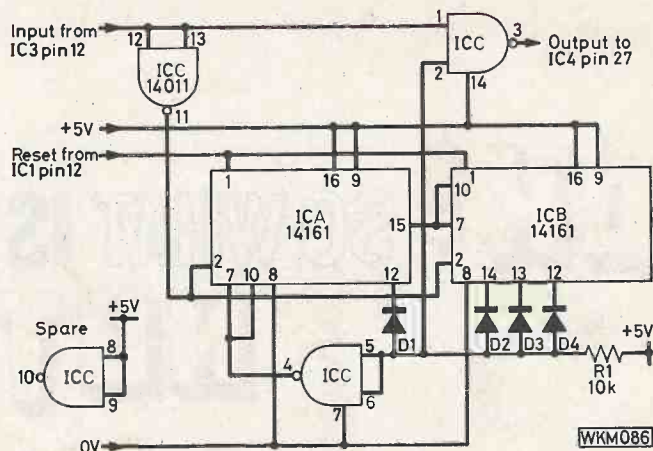 Input from
IC3 pin 12
12
13
ICC
14011
11
1
2
ICC
3
14
Output to
IC4 pin 27
+5V
Reset from
IC1 pin 12
1
16
9
ICA
14161
15
2
7
10
8
12
1
10
7
16
9
ICB
14161
2
8
14
13
12
D1
D2
D3
D4
+5V
R1
10k
Spare
+5V
8
10
ICC
9
4
ICC
5
6
7
0V
WKM086